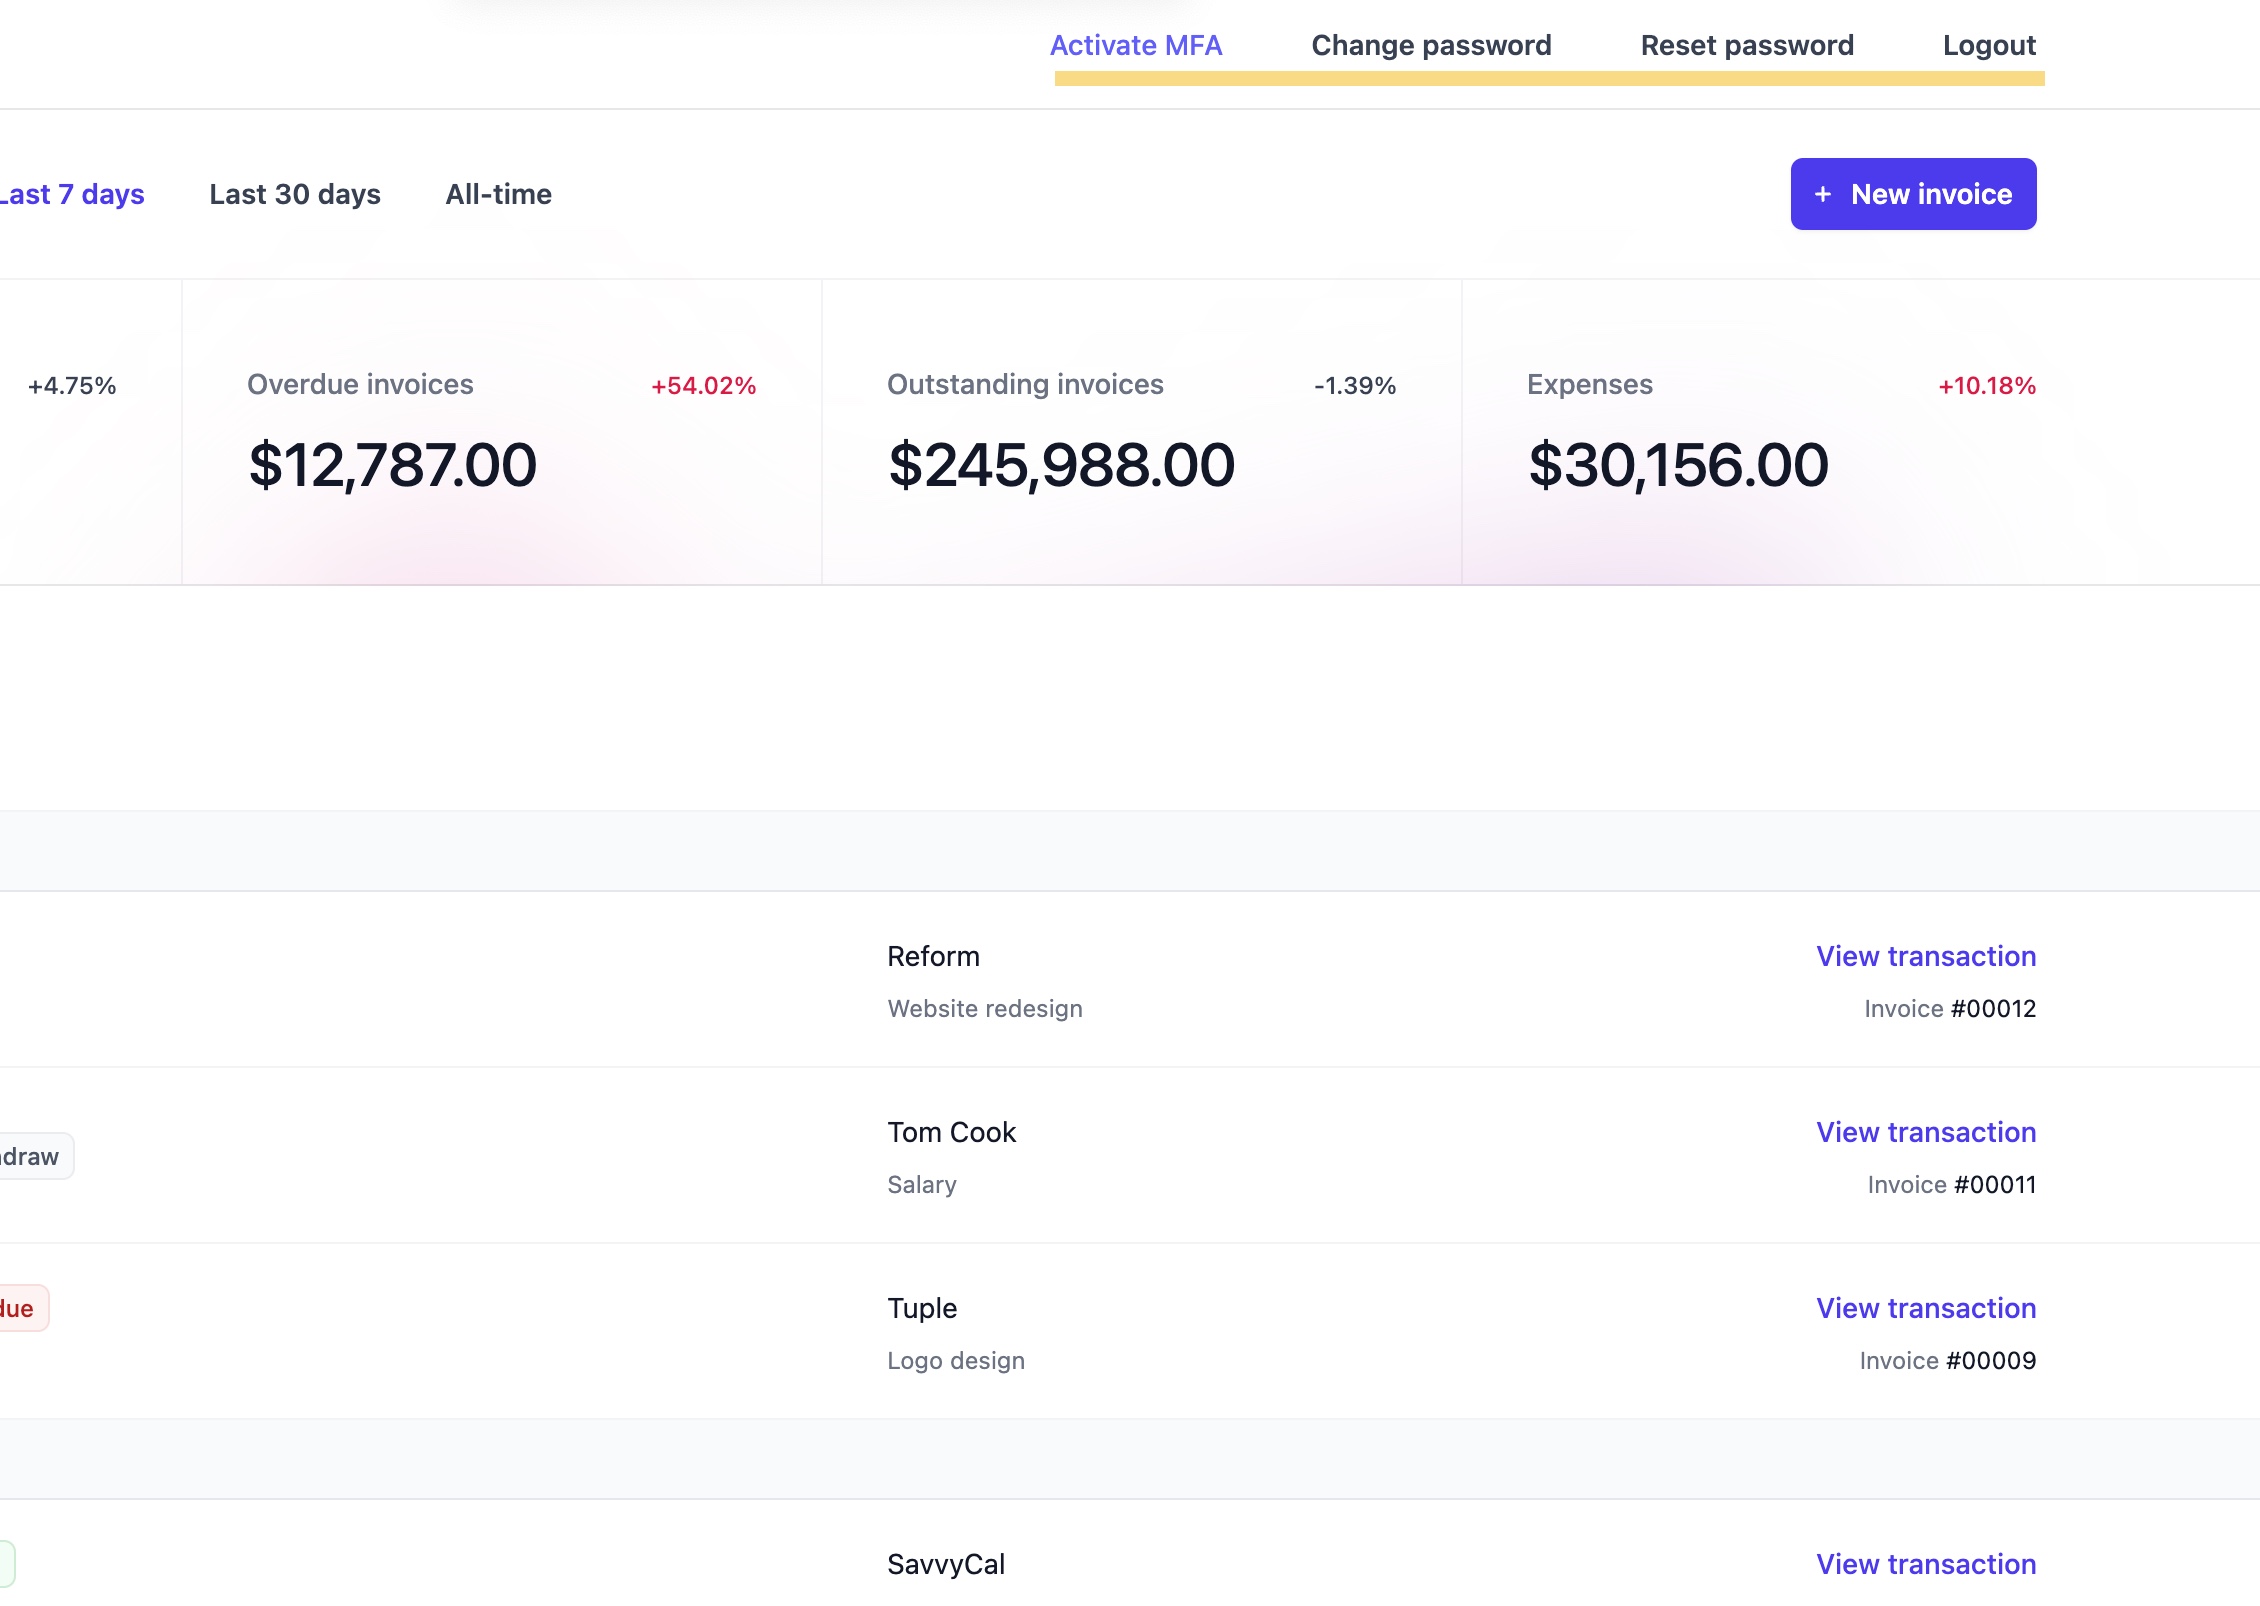 Activate MFA Change password Reset password Logout
Last 7 days Last 30 days All-time + New invoice
+4.75% Overdue invoices +54.02% Outstanding invoices -1.39% Expenses +10.18%
$12,787.00 $245,988.00 $30,156.00
Reform View transaction
Website redesign Invoice #00012
Tom Cook View transaction
draw
Salary Invoice #00011
Tuple View transaction
due
Logo design Invoice #00009
SavvyCal View transaction